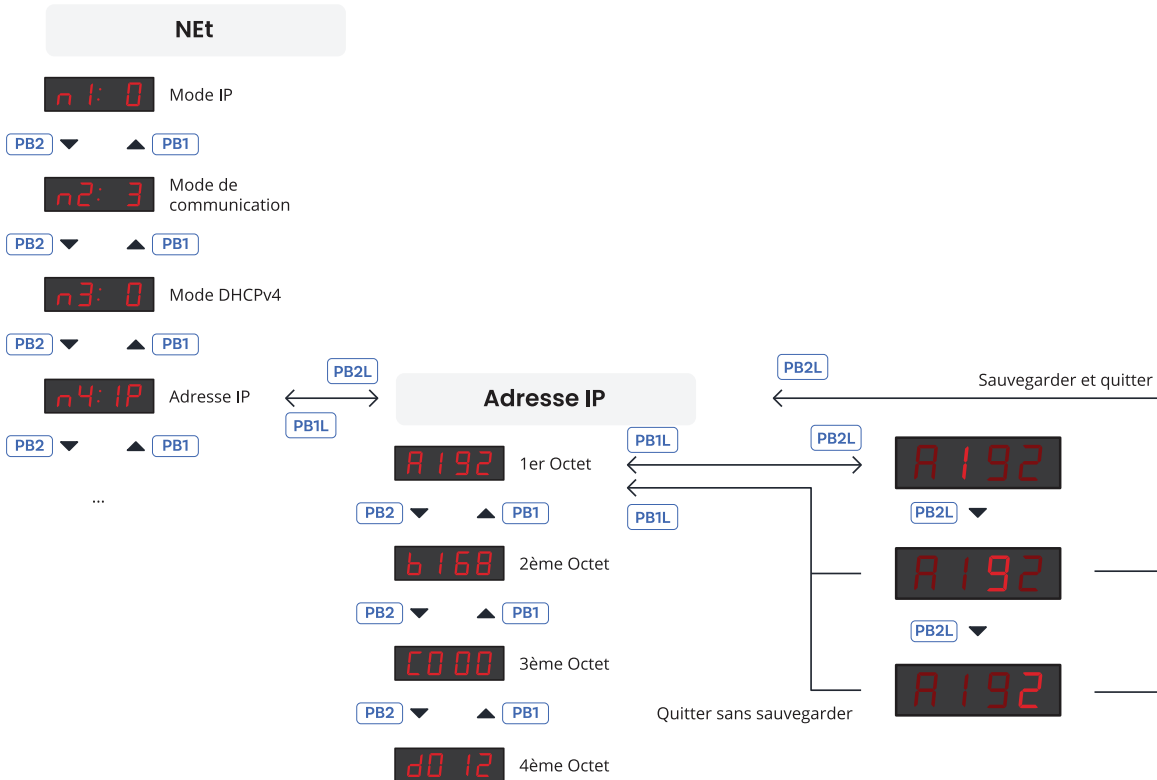 NEt
n1: 0 Mode IP
PB2 PB1
n2: 3 Mode de
communication
PB2 PB1
n3: 0 Mode DHCPv4
PB2 PB1
n4:IP Adresse IP
PB2L
PB1L
PB2 PB1
...
Adresse IP
A192 1er Octet
PB2 PB1
b168 2ème Octet
PB2 PB1
C000 3ème Octet
PB2 PB1
d012 4ème Octet
PB1L PB2L
PB1L
Quitter sans sauvegarder
PB2L
Sauvegarder et quitter
A192
PB2L
A192
PB2L
A192